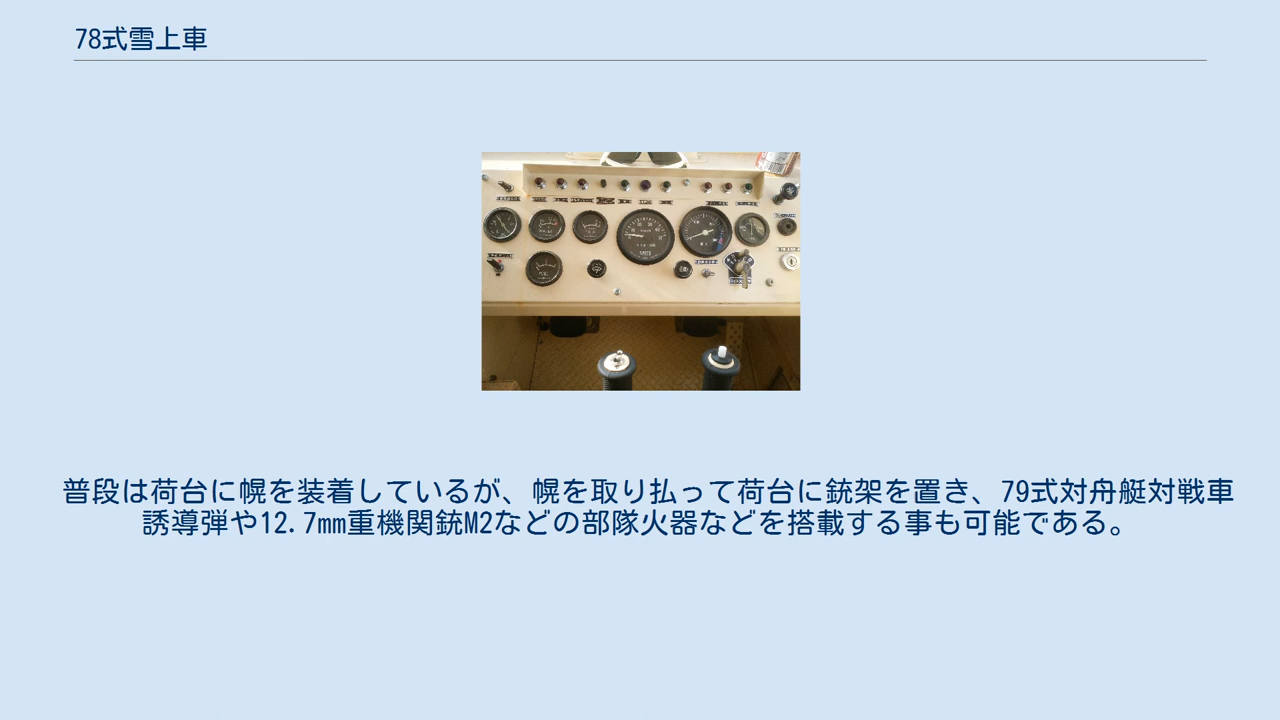 78式雪上車
普段は荷台に幌を装着しているが、幌を取り払って荷台に銃架を置き、79式対舟艇対戦車
誘導弾や12.7mm重機関銃M2などの部隊火器などを搭載する事も可能である。